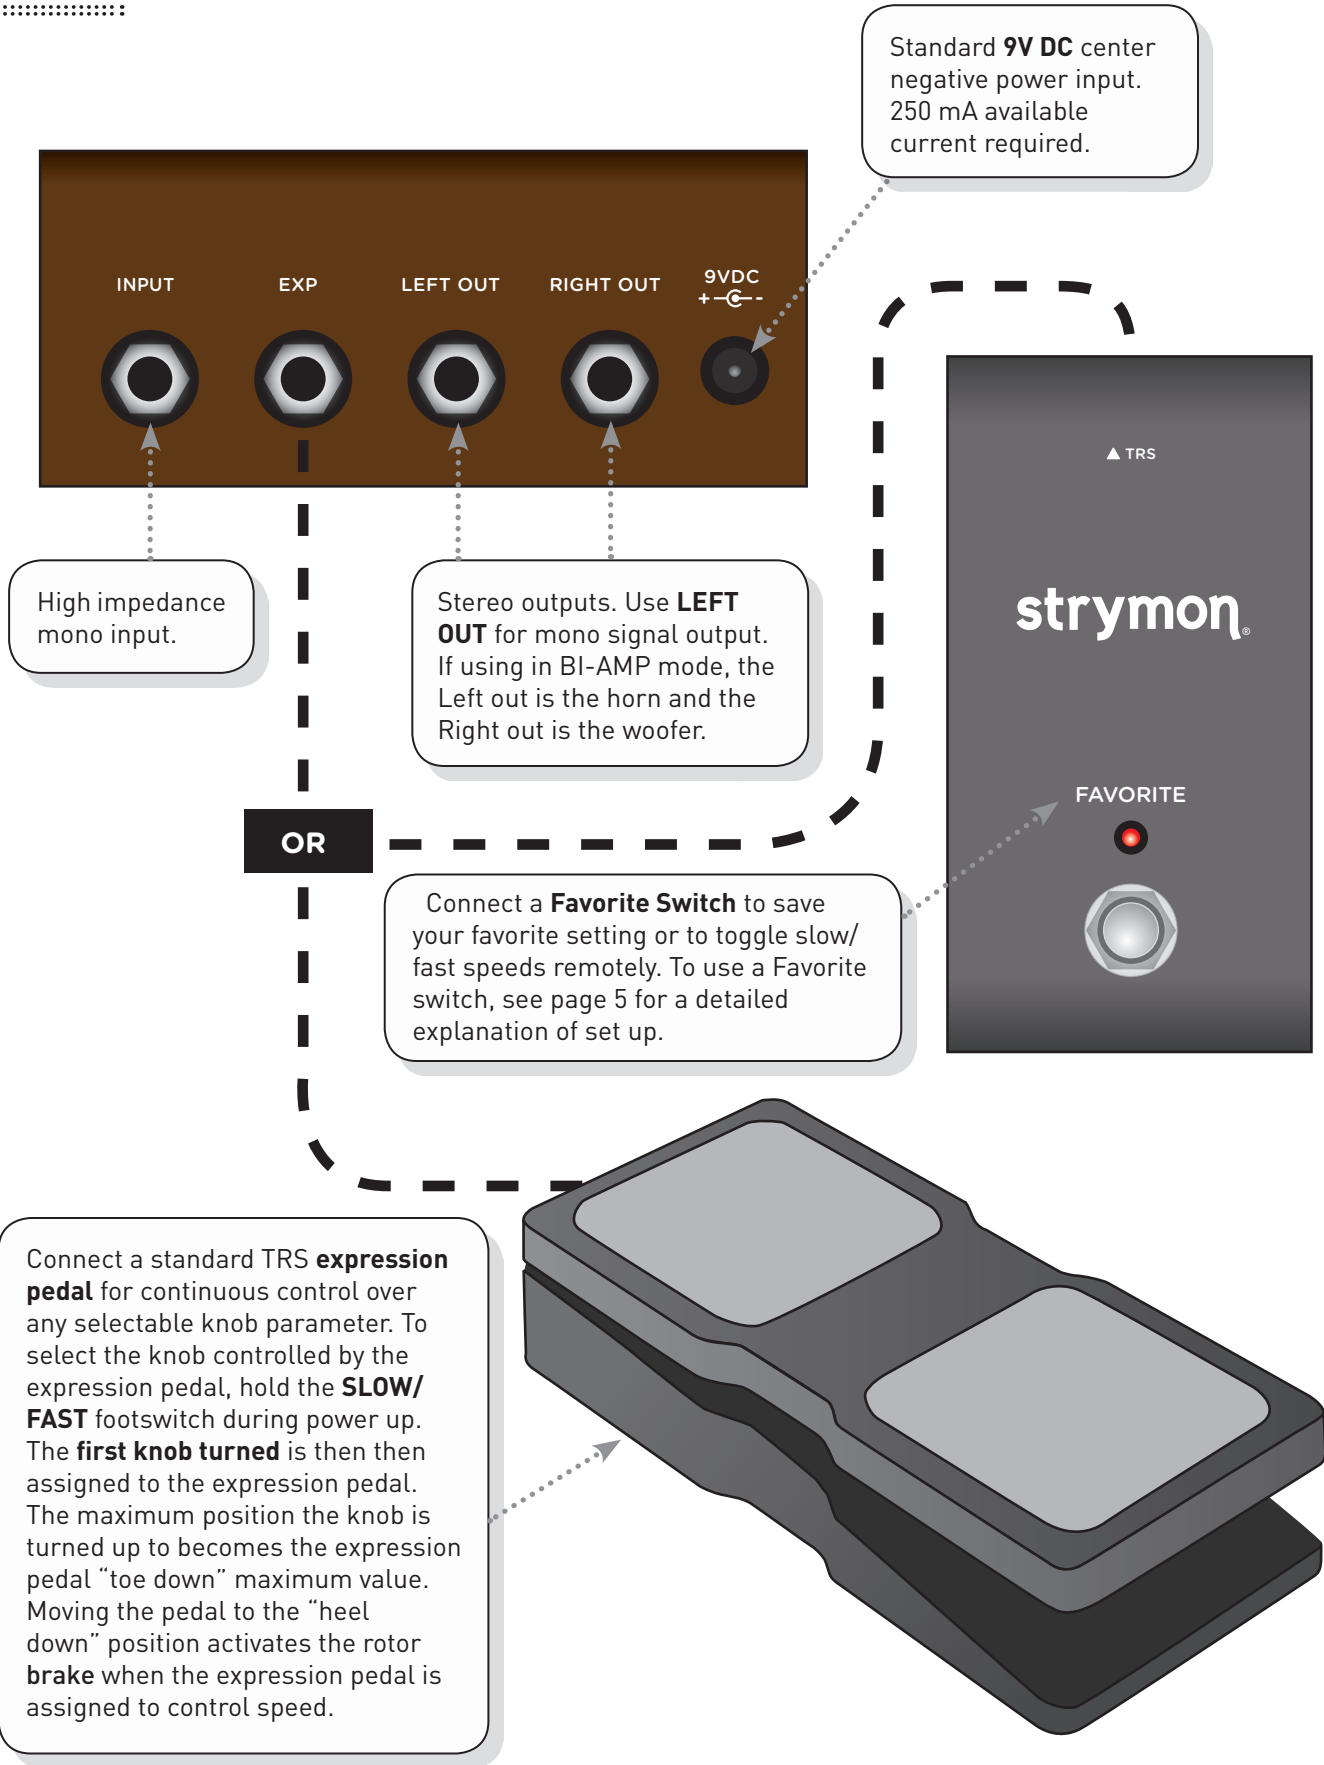 Standard 9V DC center
negative power input.
250 mA available
current required.
INPUT
EXP
LEFT OUT
RIGHT OUT
9VDC
+ -
TRS
strymon®
High impedance
mono input.
Stereo outputs. Use LEFT
OUT for mono signal output.
If using in BI-AMP mode, the
Left out is the horn and the
Right out is the woofer.
FAVORITE
OR
Connect a Favorite Switch to save
your favorite setting or to toggle slow/
fast speeds remotely. To use a Favorite
switch, see page 5 for a detailed
explanation of set up.
Connect a standard TRS expression
pedal for continuous control over
any selectable knob parameter. To
select the knob controlled by the
expression pedal, hold the SLOW/
FAST footswitch during power up.
The first knob turned is then then
assigned to the expression pedal.
The maximum position the knob is
turned up to becomes the expression
pedal “toe down” maximum value.
Moving the pedal to the “heel
down” position activates the rotor
brake when the expression pedal is
assigned to control speed.